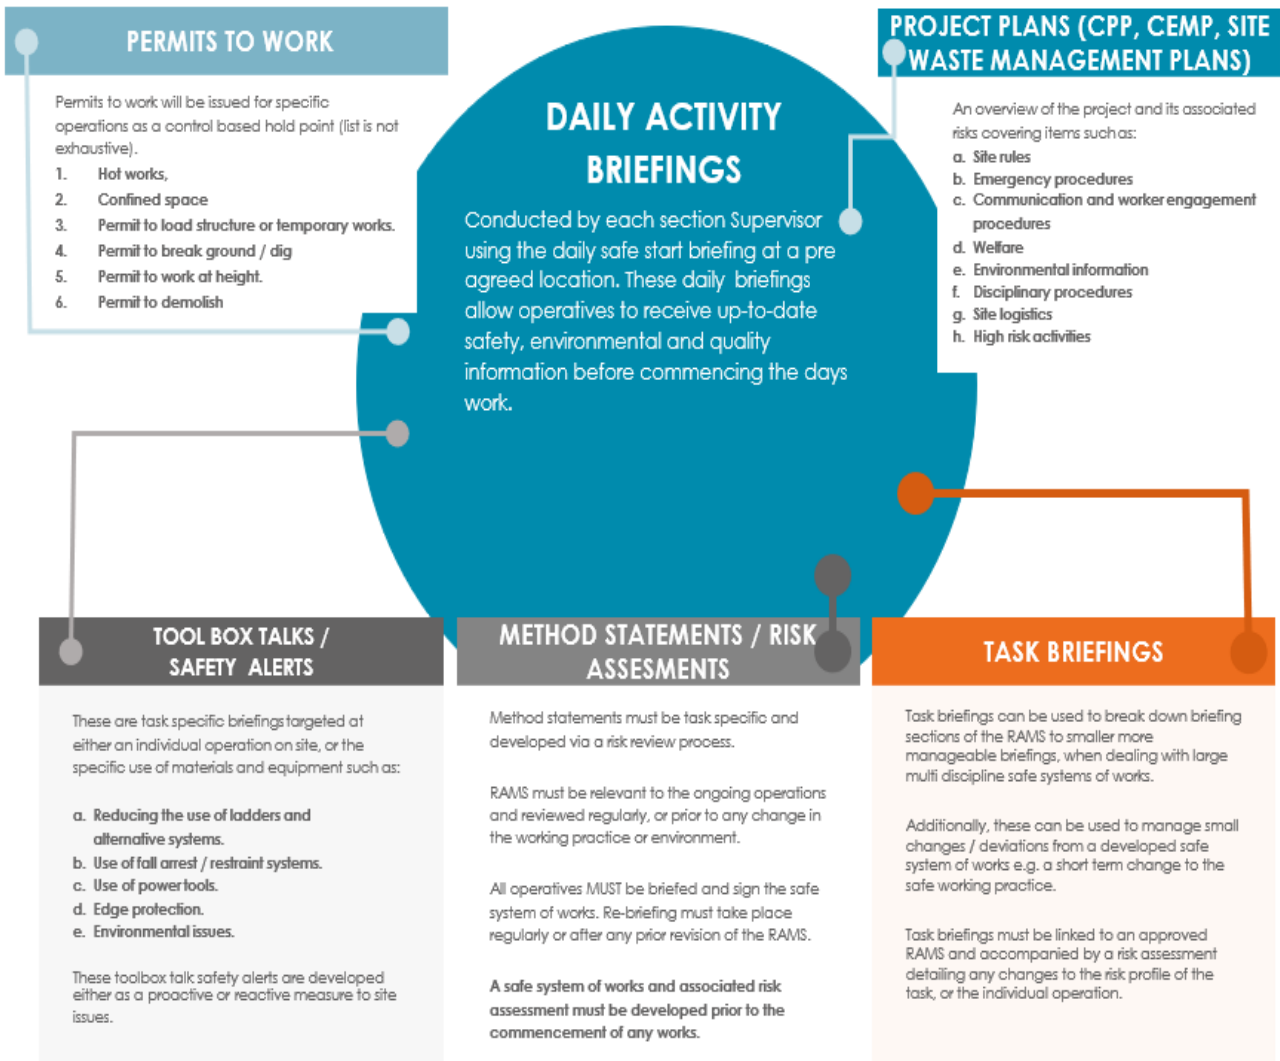 PERMITS TO WORK
Permits to work will be issued for specific
operations as a control based hold point (list is not
exhaustive).
1. Hot works,
2. Confined space
3. Permit to load structure or temporary works.
4. Permit to break ground / dig
5. Permit to work at height.
6. Permit to demolish
DAILY ACTIVITY
BRIEFINGS
Conducted by each section Supervisor
using the daily safe start briefing at a pre
agreed location. These daily briefings
allow operatives to receive up-to-date
safety, environmental and quality
information before commencing the days
work.
PROJECT PLANS (CPP, CEMP, SITE
WASTE MANAGEMENT PLANS)
An overview of the project and its associated
risks covering items such as:
a. Site rules
b. Emergency procedures
c. Communication and worker engagement
procedures
d. Welfare
e. Environmental information
f. Disciplinary procedures
g. Site logistics
h. High risk activities
TOOL BOX TALKS /
SAFETY ALERTS
These are task specific briefings targeted at
either an individual operation on site, or the
specific use of materials and equipment such as:
a. Reducing the use of ladders and
alternative systems.
b. Use of fall arrest / restraint systems.
c. Use of power tools.
d. Edge protection.
e. Environmental issues.
These toolbox talk safety alerts are developed
either as a proactive or reactive measure to site
issues.
METHOD STATEMENTS / RISK
ASSESMENTS
Method statements must be task specific and
developed via a risk review process.
RAMS must be relevant to the ongoing operations
and reviewed regularly, or prior to any change in
the working practice or environment.
All operatives MUST be briefed and sign the safe
system of works. Re-briefing must take place
regularly or after any prior revision of the RAMS.
A safe system of works and associated risk
assessment must be developed prior to the
commencement of any works.
TASK BRIEFINGS
Task briefings can be used to break down briefing
sections of the RAMS to smaller more
manageable briefings, when dealing with large
multi discipline safe systems of works.
Additionally, these can be used to manage small
changes / deviations from a developed safe
system of works e.g. a short term change to the
safe working practice.
Task briefings must be linked to an approved
RAMS and accompanied by a risk assessment
detailing any changes to the risk profile of the
task, or the individual operation.